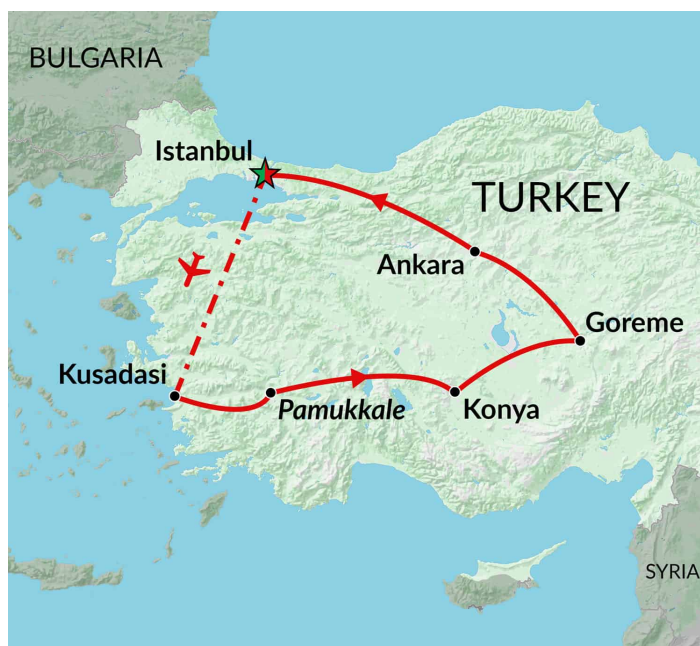 BULGARIA
Istanbul
TURKEY
Ankara
Goreme
Kusadasi
Pamukkale
Konya
SYRIA